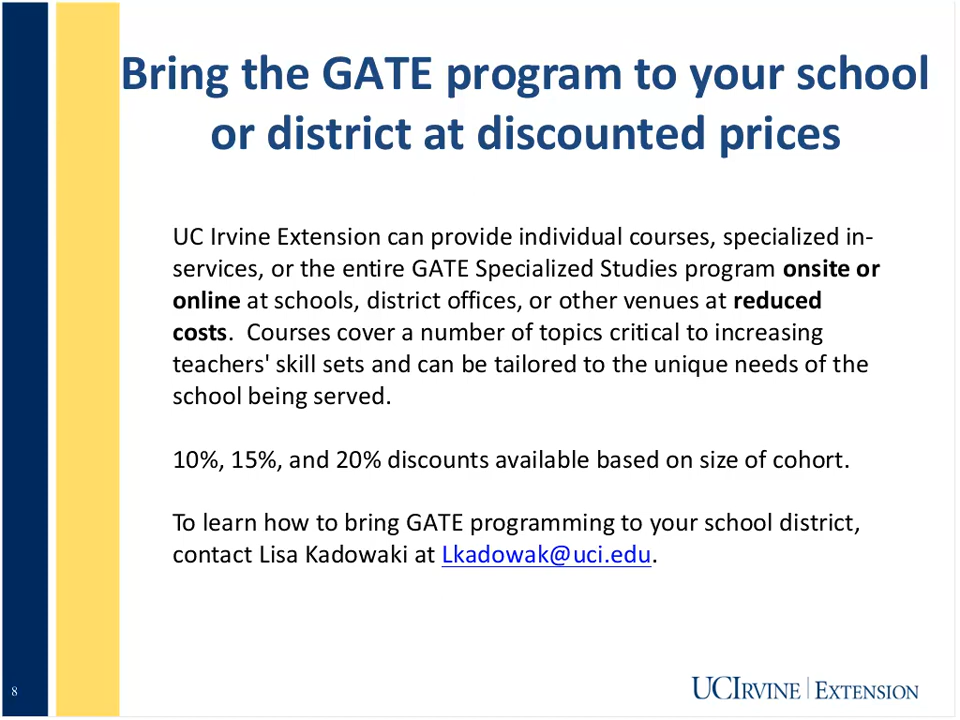 Bring the GATE program to your school
or district at discounted prices
UC Irvine Extension can provide individual courses, specialized in-
services, or the entire GATE Specialized Studies program onsite or
online at schools, district offices, or other venues at reduced
costs.  Courses cover a number of topics critical to increasing
teachers' skill sets and can be tailored to the unique needs of the
school being served.
10%, 15%, and 20% discounts available based on size of cohort.
To learn how to bring GATE programming to your school district,
contact Lisa Kadowaki at Lkadowak@uci.edu.
8
UCIRVINE | EXTENSION